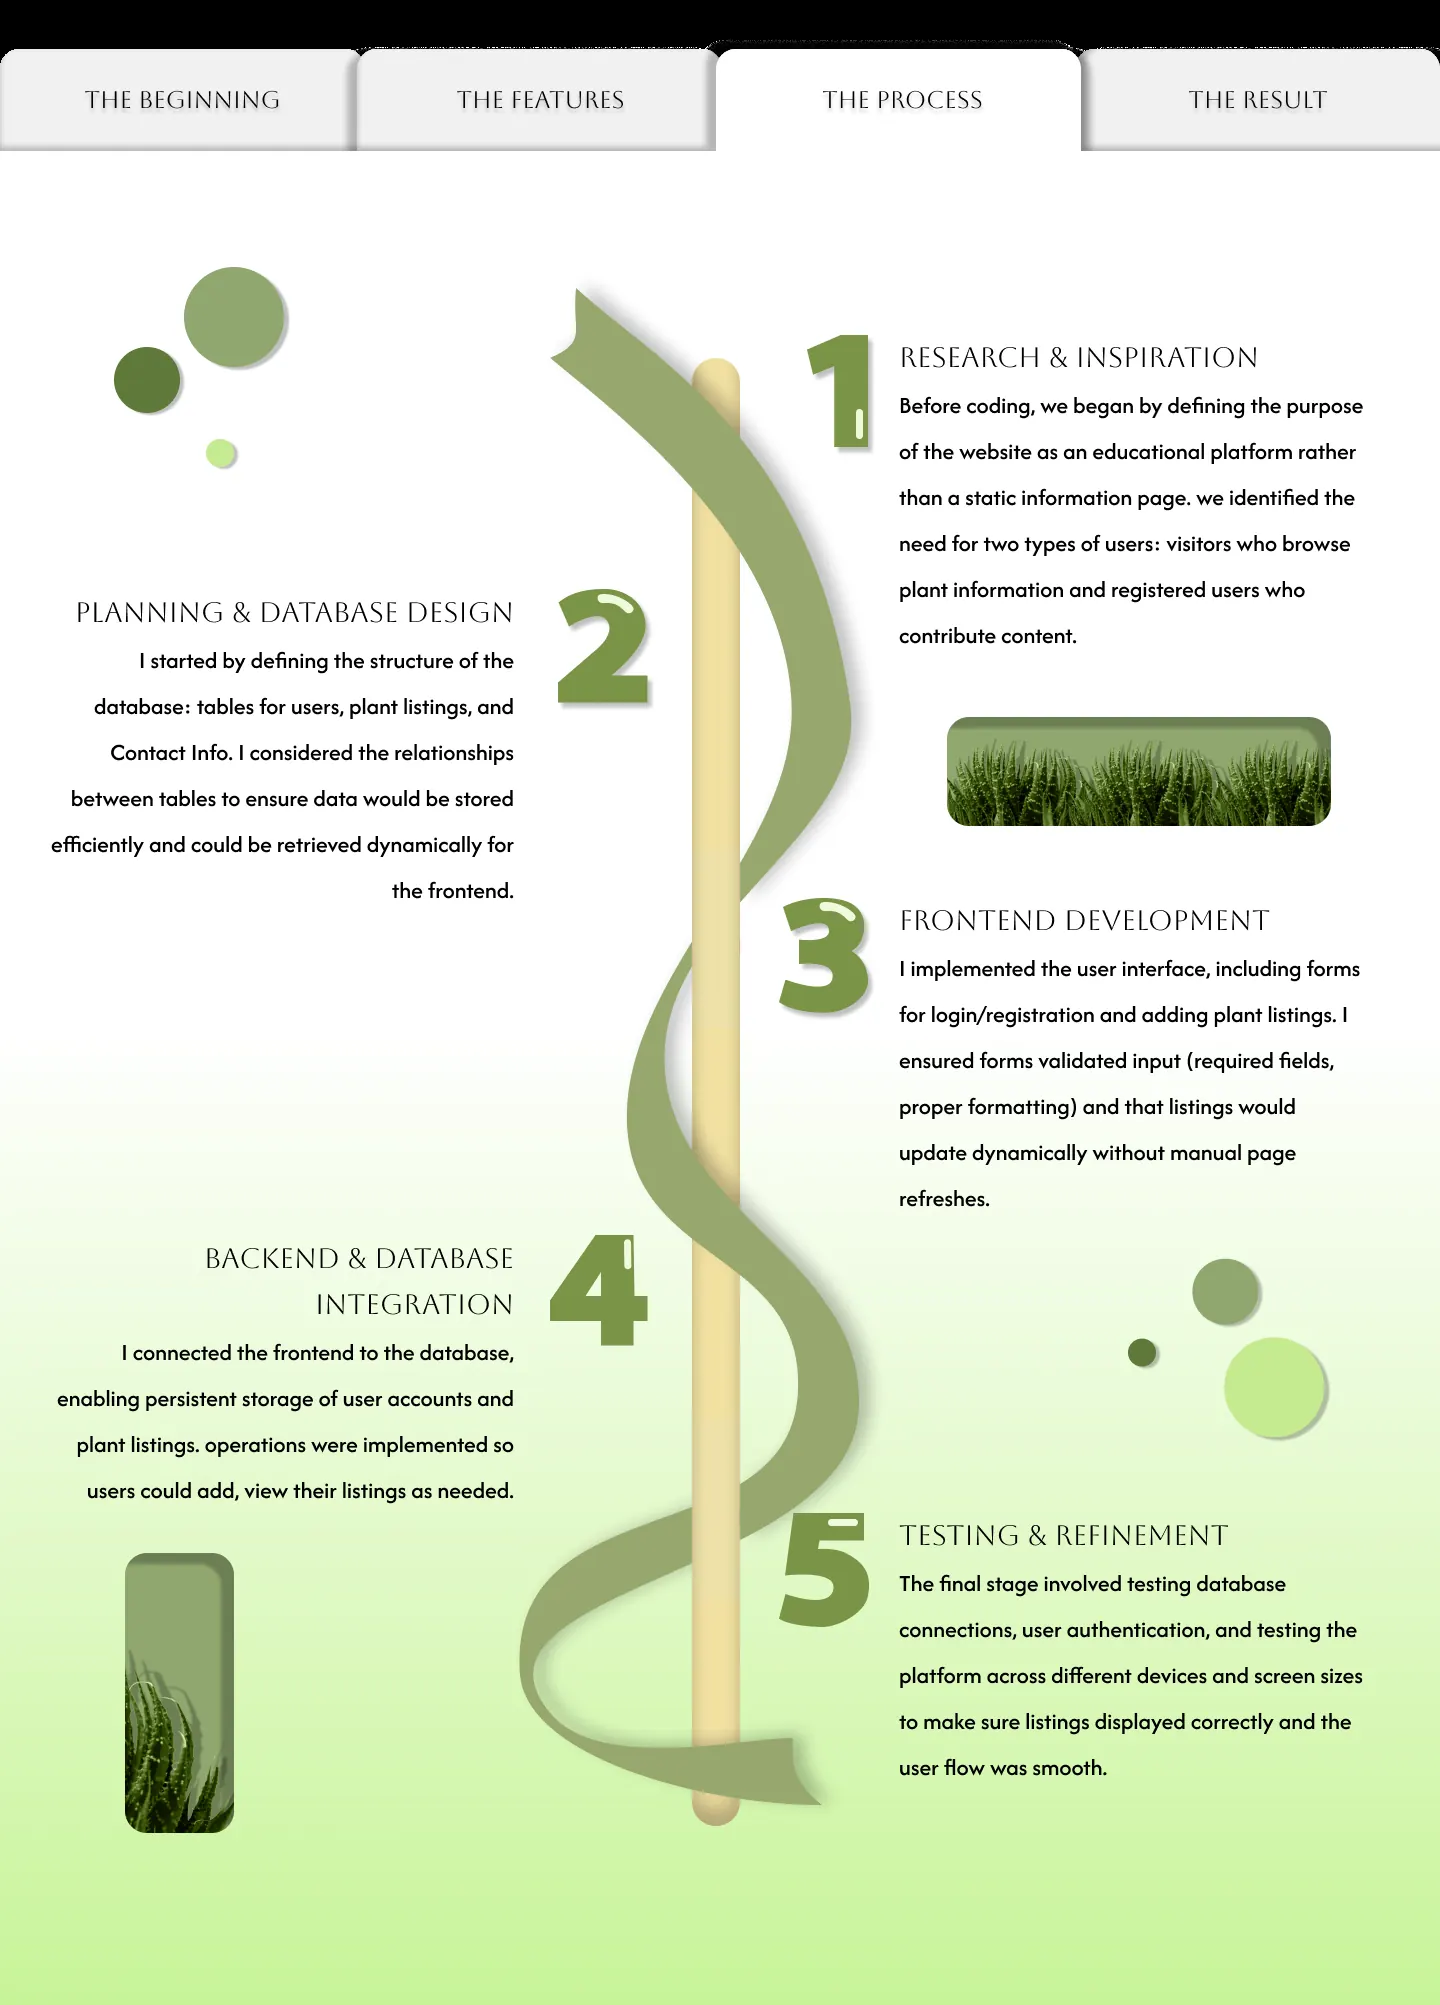 THE BEGINNING
THE FEATURES
THE PROCESS
THE RESULT
1
RESEARCH & INSPIRATION
Before coding, we began by defining the purpose
of the website as an educational platform rather
than a static information page. we identified the
need for two types of users: visitors who browse
plant information and registered users who
contribute content.
2
PLANNING & DATABASE DESIGN
I started by defining the structure of the
database: tables for users, plant listings, and
Contact Info. I considered the relationships
between tables to ensure data would be stored
efficiently and could be retrieved dynamically for
the frontend.
3
FRONTEND DEVELOPMENT
I implemented the user interface, including forms
for login/registration and adding plant listings. I
ensured forms validated input (required fields,
proper formatting) and that listings would
update dynamically without manual page
refreshes.
4
BACKEND & DATABASE
INTEGRATION
I connected the frontend to the database,
enabling persistent storage of user accounts and
plant listings. operations were implemented so
users could add, view their listings as needed.
5
TESTING & REFINEMENT
The final stage involved testing database
connections, user authentication, and testing the
platform across different devices and screen sizes
to make sure listings displayed correctly and the
user flow was smooth.